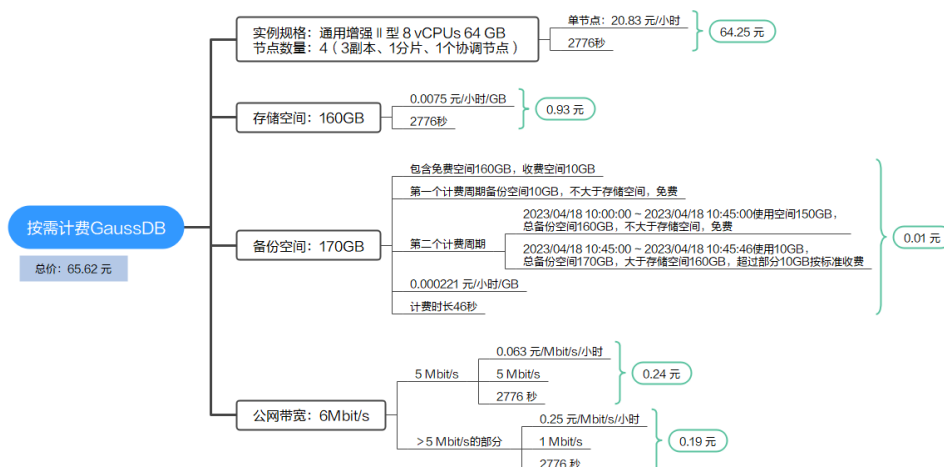 按需计费GaussDB
总价：65.62 元
实例规格：通用增强 II 型 8 vCPUs 64 GB
节点数量：4（3副本、1分片、1个协调节点）
单节点：20.83 元/小时
2776秒
64.25 元
存储空间：160GB
0.0075 元/小时/GB
2776秒
0.93 元
备份空间：170GB
包含免费空间160GB，收费空间10GB
第一个计费周期备份空间10GB，不大于存储空间，免费
第二个计费周期
2023/04/18 10:00:00 ~ 2023/04/18 10:45:00使用空间150GB，
总备份空间160GB，不大于存储空间，免费
2023/04/18 10:45:00 ~ 2023/04/18 10:45:46使用10GB，
总备份空间170GB，大于存储空间160GB，超过部分10GB按标准收费
0.000221 元/小时/GB
计费时长46秒
0.01 元
公网带宽：6Mbit/s
5 Mbit/s
0.063 元/Mbit/s/小时
5 Mbit/s
2776 秒
0.24 元
＞5 Mbit/s的部分
0.25 元/Mbit/s/小时
1 Mbit/s
2776 秒
0.19 元